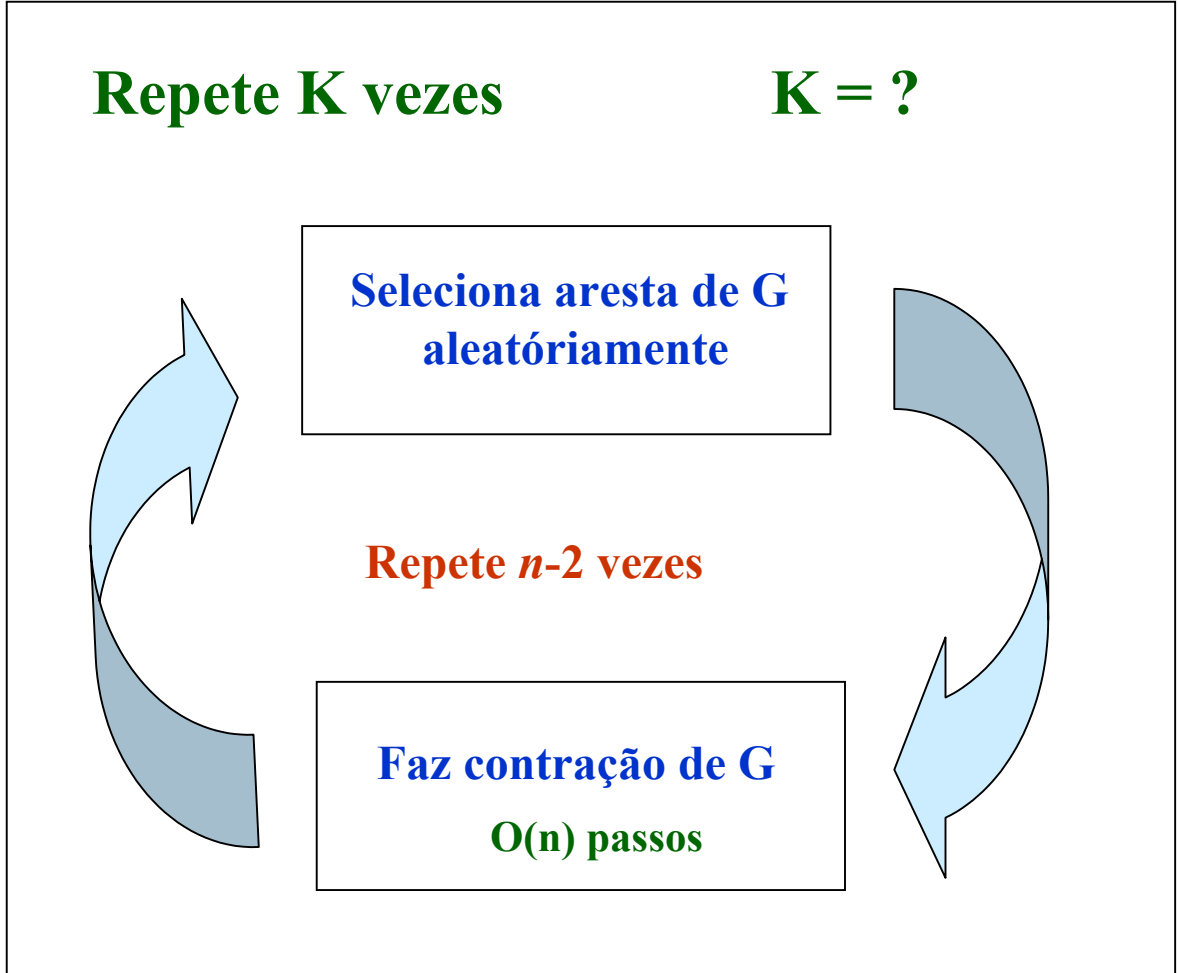 Repete K vezes K = ?
Seleciona aresta de G
aleatóriamente
Repete n-2 vezes
Faz contração de G
O(n) passos